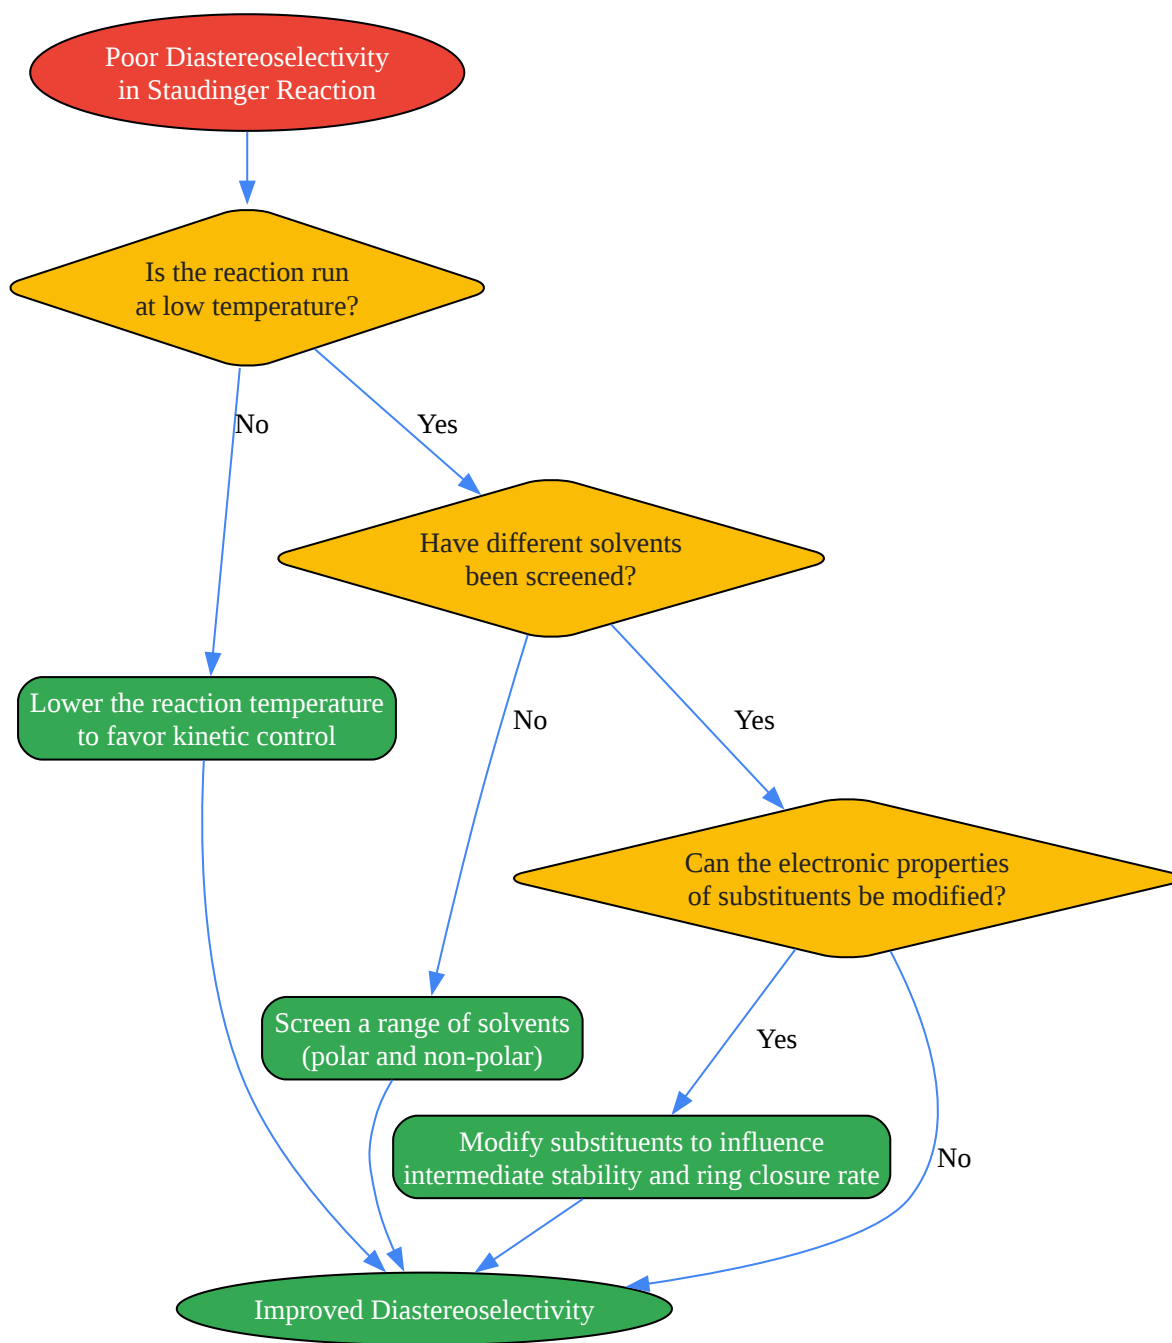 Poor Diastereoselectivity
in Staudinger Reaction
Is the reaction run
at low temperature?
No
Yes
Have different solvents
been screened?
Lower the reaction temperature
to favor kinetic control
No
Yes
Can the electronic properties
of substituents be modified?
Screen a range of solvents
(polar and non-polar)
Yes
Modify substituents to influence
intermediate stability and ring closure rate
No
Improved Diastereoselectivity